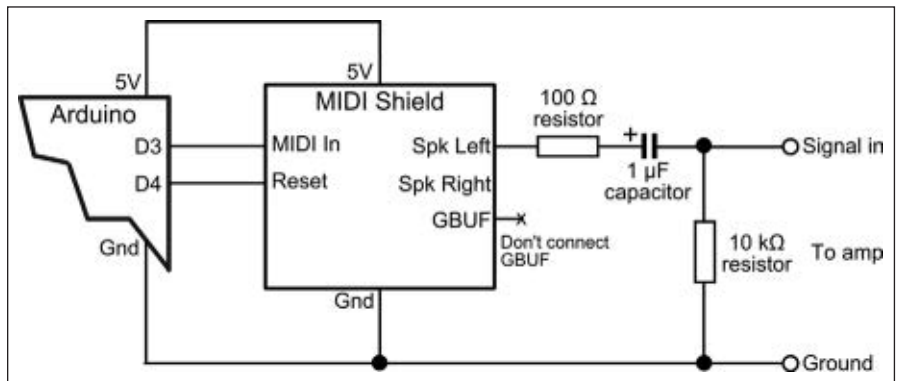 5V
Arduino
D3
D4
Gnd
5V
MIDI Shield
MIDI In
Reset
Spk Left
Spk Right
GBUF
Don't connect
GBUF
Gnd
100 Ω
resistor
+
1 µF
capacitor
10 kΩ
resistor
Signal in
To amp
Ground